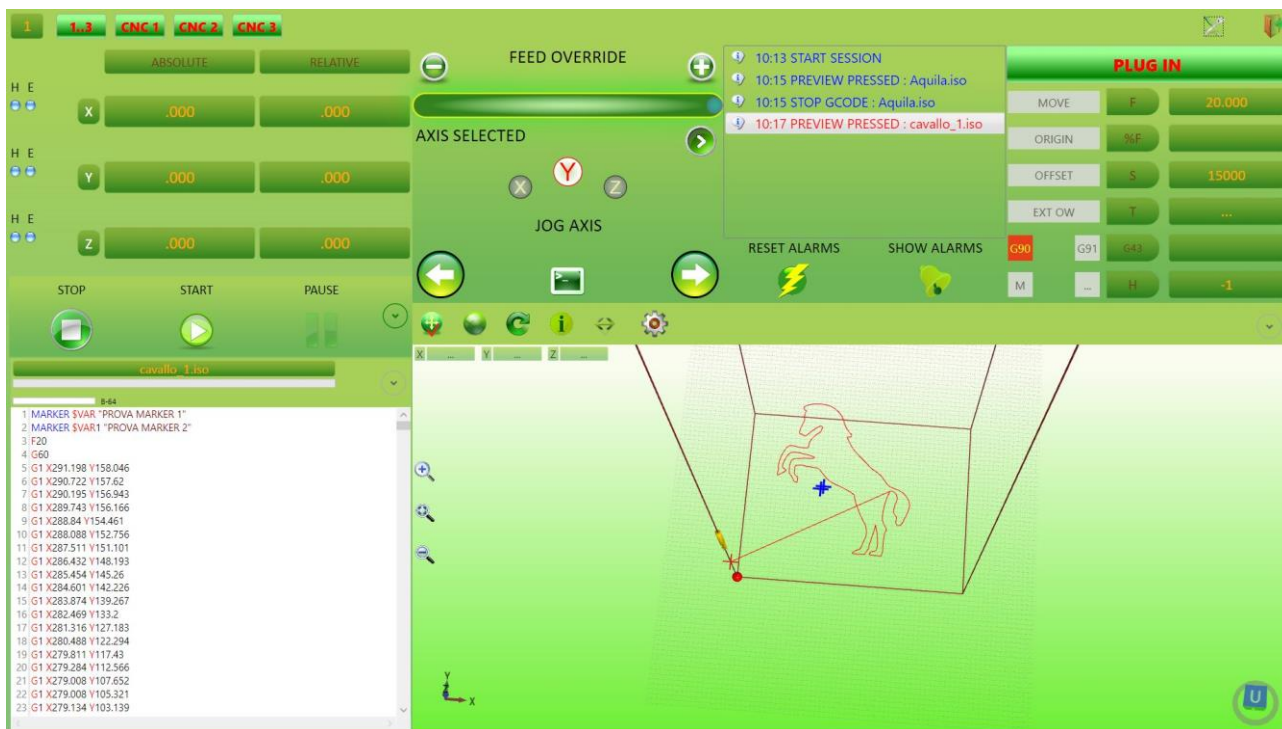 1 1..3 CNC 1 CNC 2 CNC 3
ABSOLUTE RELATIVE
H E
X .000 .000
H E
Y .000 .000
H E
Z .000 .000
STOP START PAUSE
cavallo_1.iso
B-64
1 MARKER $VAR "PROVA MARKER 1"
2 MARKER $VAR1 "PROVA MARKER 2"
3 F20
4 G60
5 G1 X291.198 Y158.046
6 G1 X290.722 Y157.62
7 G1 X290.195 Y156.943
8 G1 X289.743 Y156.166
9 G1 X288.84 Y154.461
10 G1 X288.088 Y152.756
11 G1 X287.511 Y151.101
12 G1 X286.432 Y148.193
13 G1 X285.454 Y145.26
14 G1 X284.601 Y142.226
15 G1 X283.874 Y139.267
16 G1 X282.469 Y133.2
17 G1 X281.316 Y127.183
18 G1 X280.488 Y122.294
19 G1 X279.811 Y117.43
20 G1 X279.284 Y112.566
21 G1 X279.008 Y107.652
22 G1 X279.008 Y105.321
23 G1 X279.134 Y103.139
FEED OVERRIDE
AXIS SELECTED
X Y Z
JOG AXIS
10:13 START SESSION
10:15 PREVIEW PRESSED : Aquila.iso
10:15 STOP GCODE : Aquila.iso
10:17 PREVIEW PRESSED : cavallo_1.iso
RESET ALARMS SHOW ALARMS
PLUG IN
MOVE F 20.000
ORIGIN %F
OFFSET S 15000
EXT OW T ...
G90 G91 G43
M ... H -1
X ... Y ... Z ...
Y
Z
X
U